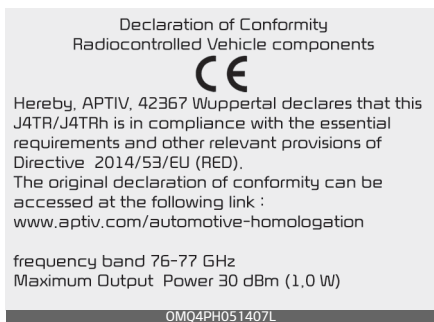 Declaration of Conformity
Radiocontrolled Vehicle components
CE
Hereby, APTIV, 42367 Wuppertal declares that this
J4TR/J4TRh is in compliance with the essential
requirements and other relevant provisions of
Directive 2014/53/EU (RED).
The original declaration of conformity can be
accessed at the following link :
www.aptiv.com/automotive-homologation
frequency band 76-77 GHz
Maximum Output Power 30 dBm (1,0 W)
OMQ4PH051407L